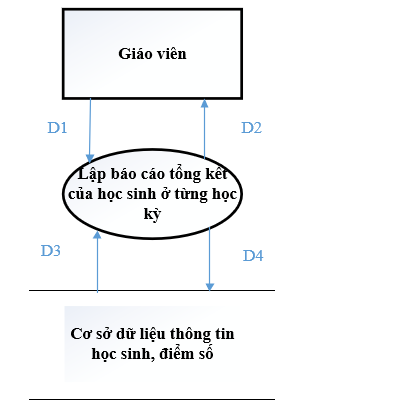 Giáo viên
D1
D2
Lập báo cáo tổng kết
của học sinh ở từng học
kỳ
D3
D4
Cơ sở dữ liệu thông tin
học sinh, điểm số